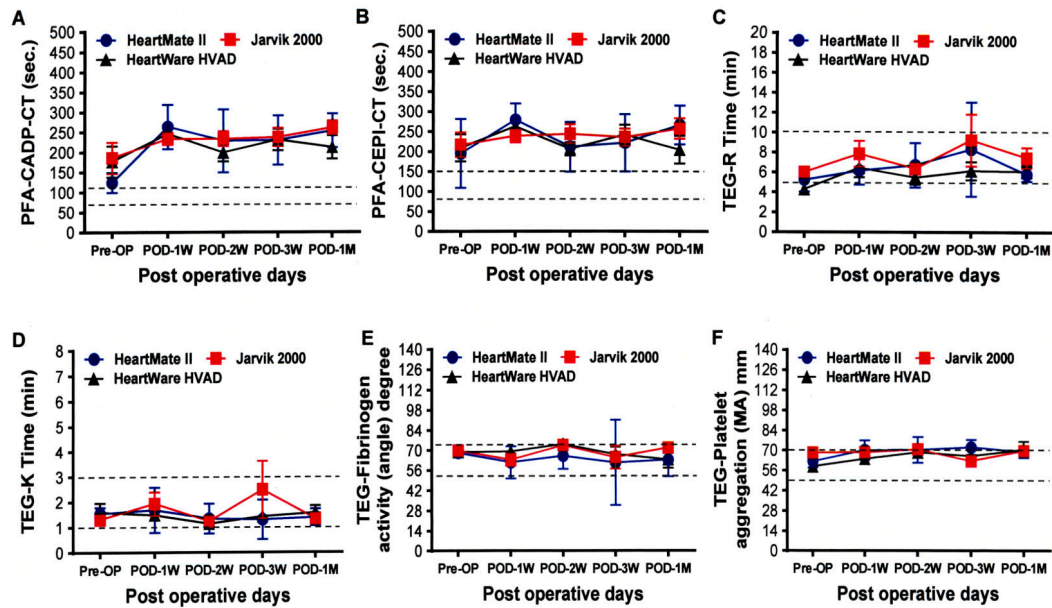 A
HeartMate II
Jarvik 2000
HeartWare HVAD
PFA-CADP-CT (sec.)
500
450
400
350
300
250
200
150
100
50
0
Pre-OP POD-1W POD-2W POD-3W POD-1M
Post operative days
B
HeartMate II
Jarvik 2000
HeartWare HVAD
PFA-CEPI-CT (sec.)
500
450
400
350
300
250
200
150
100
50
0
Pre-OP POD-1W POD-2W POD-3W POD-1M
Post operative days
C
HeartMate II
Jarvik 2000
HeartWare HVAD
TEG-R Time (min)
20
18
16
14
12
10
8
6
4
2
0
Pre-OP POD-1W POD-2W POD-3W POD-1M
Post operative days
D
HeartMate II
Jarvik 2000
HeartWare HVAD
TEG-K Time (min)
8
7
6
5
4
3
2
1
0
Pre-OP POD-1W POD-2W POD-3W POD-1M
Post operative days
E
HeartMate II
Jarvik 2000
HeartWare HVAD
TEG-Fibrinogen
activity (angle) degree
140
126
112
98
84
70
56
42
28
14
0
Pre-OP POD-1W POD-2W POD-3W POD-1M
Post operative days
F
HeartMate II
Jarvik 2000
HeartWare HVAD
TEG-Platelet
aggregation (MA) mm
140
126
112
98
84
70
56
42
28
14
0
Pre-OP POD-1W POD-2W POD-3W POD-1M
Post operative days